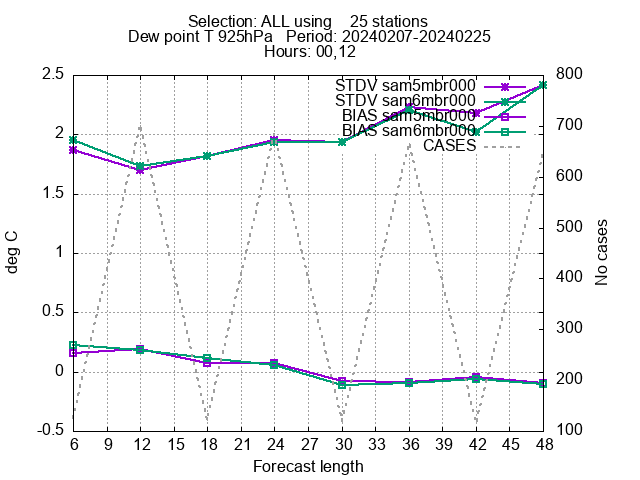 Selection: ALL using 25 stations
Dew point T 925hPa Period: 20240207-20240225
Hours: 00,12
STDV sam5mbr000
STDV sam6mbr000
BIAS sam5mbr000
BIAS sam6mbr000
CASES
deg C
2.5
2
1.5
1
0.5
0
-0.5
No cases
800
700
600
500
400
300
200
100
6 9 12 15 18 21 24 27 30 33 36 39 42 45 48
Forecast length